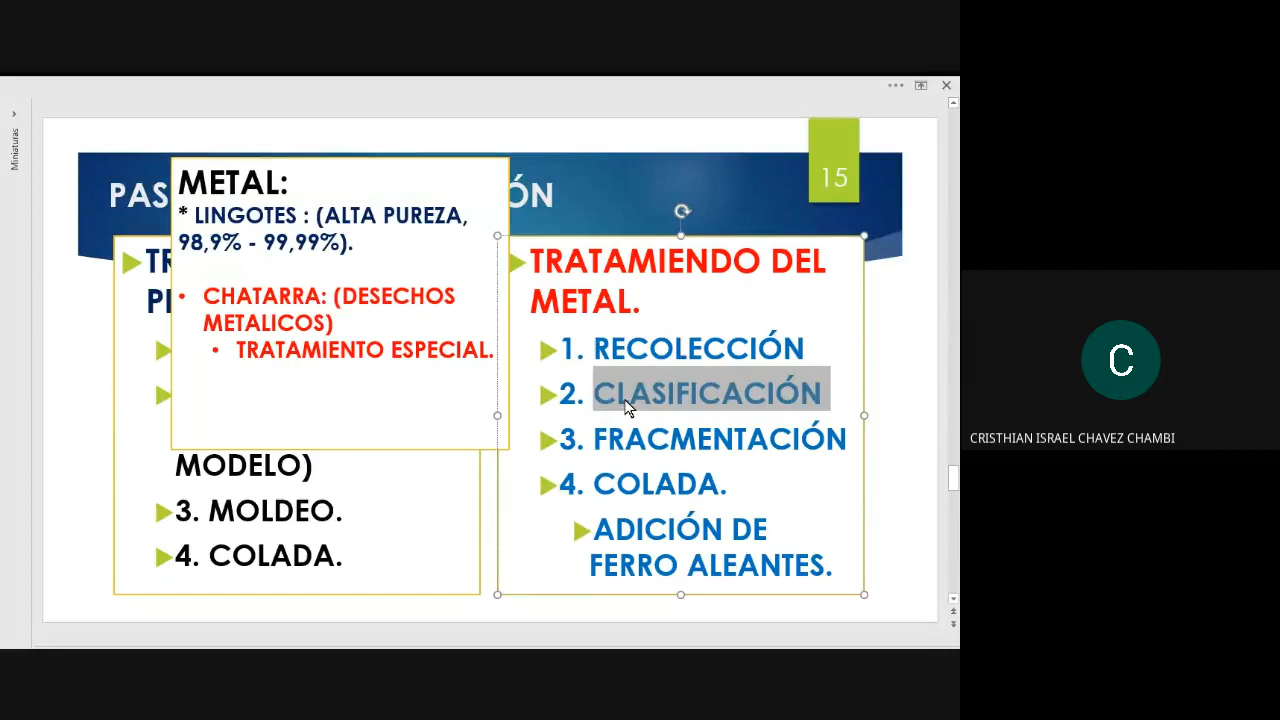 Miniaturas
15
PAS
ÓN
METAL:
* LINGOTES : (ALTA PUREZA,
98,9% - 99,99%).
• CHATARRA: (DESECHOS
METALICOS)
• TRATAMIENTO ESPECIAL.
MODELO)
3. MOLDEO.
4. COLADA.
TRATAMIENDO DEL
METAL.
1. RECOLECCIÓN
2. CLASIFICACIÓN
3. FRACMENTACIÓN
4. COLADA.
ADICIÓN DE
FERRO ALEANTES.
C
CRISTHIAN ISRAEL CHAVEZ CHAMBI